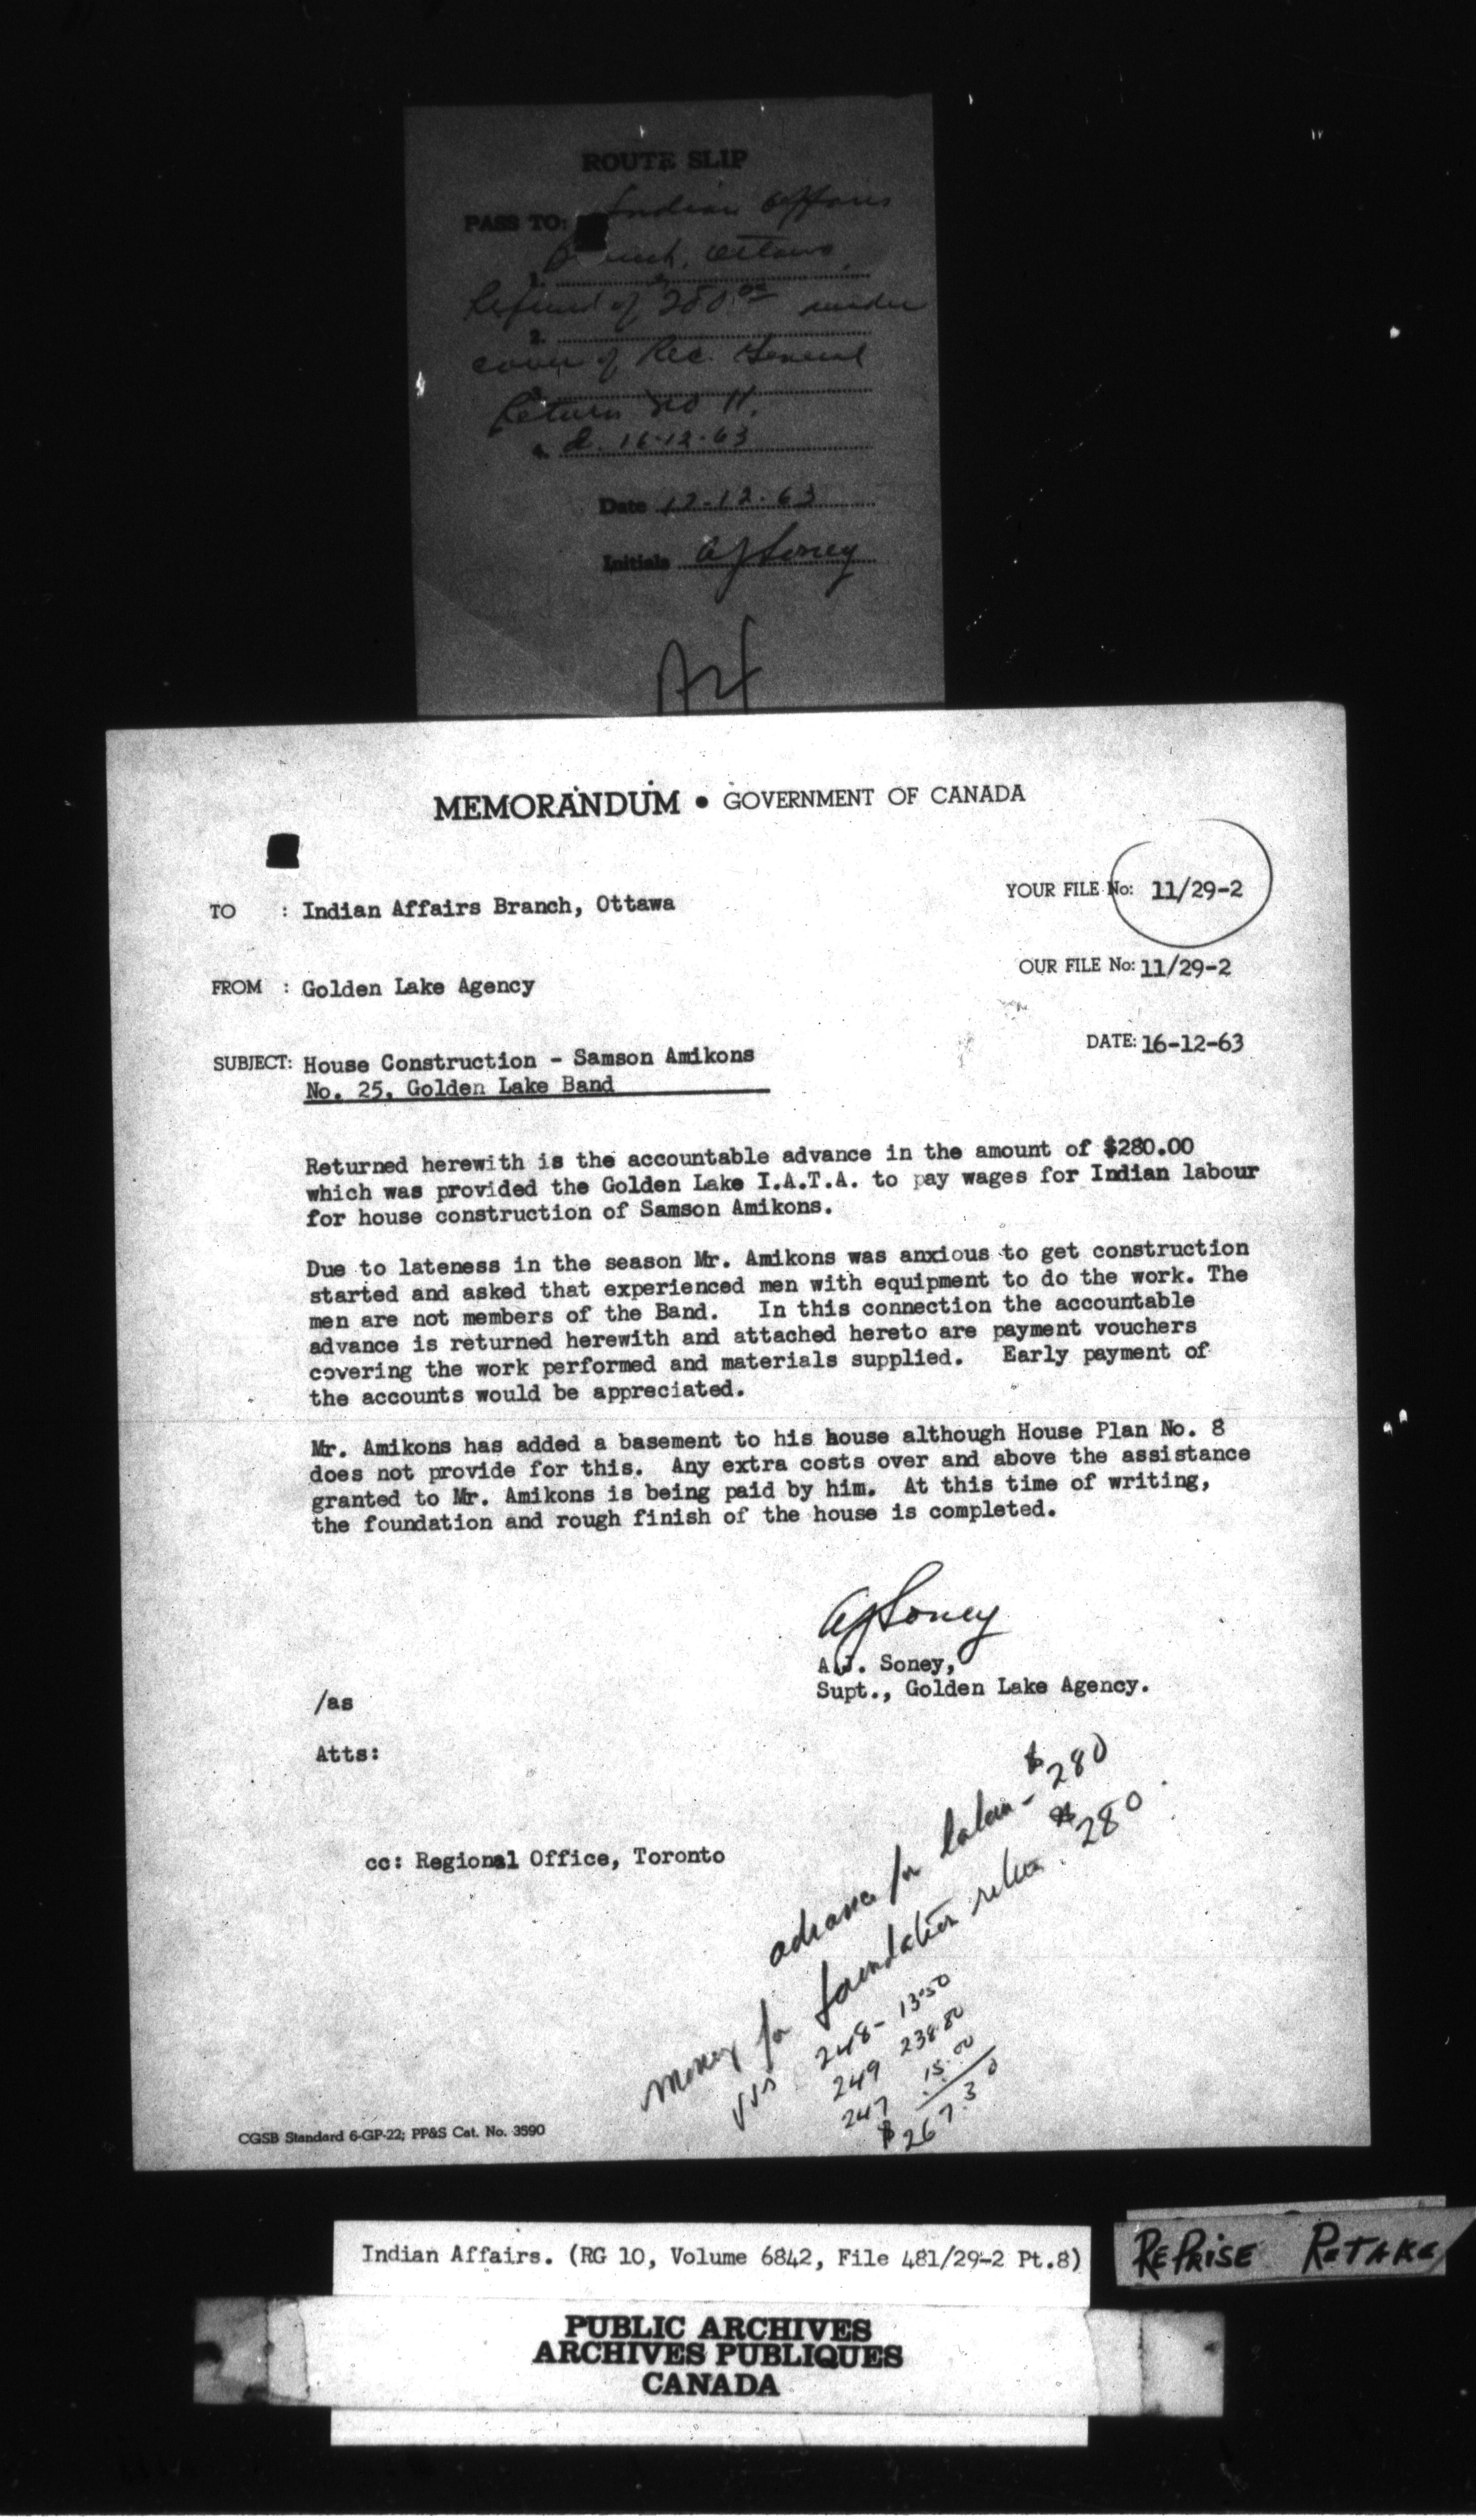 ROUTE SLIP
PASS TO: Indian Affairs
Branch, Ottawa
1.
Refund of 280.00 under
2.
cover of Rec. General
3.
Return No 11.
4. d. 16-12-63
Date 17-12-63
Initials AJSoney
MEMORANDUM • GOVERNMENT OF CANADA
YOUR FILE No: 11/29-2
TO : Indian Affairs Branch, Ottawa
OUR FILE No: 11/29-2
FROM : Golden Lake Agency
DATE: 16-12-63
SUBJECT: House Construction - Samson Amikons
No. 25, Golden Lake Band
Returned herewith is the accountable advance in the amount of $280.00
which was provided the Golden Lake I.A.T.A. to pay wages for Indian labour
for house construction of Samson Amikons.
Due to lateness in the season Mr. Amikons was anxious to get construction
started and asked that experienced men with equipment to do the work. The
men are not members of the Band. In this connection the accountable
advance is returned herewith and attached hereto are payment vouchers
covering the work performed and materials supplied. Early payment of
the accounts would be appreciated.
Mr. Amikons has added a basement to his house although House Plan No. 8
does not provide for this. Any extra costs over and above the assistance
granted to Mr. Amikons is being paid by him. At this time of writing,
the foundation and rough finish of the house is completed.
AJSoney
A.J. Soney,
Supt., Golden Lake Agency.
/as
Atts:
cc: Regional Office, Toronto
advance for labour - $280
money for foundation $280
248 - 13.50
249 238.80
247 15.00
$267.30
CGSB Standard 6-GP-22; PP&S Cat. No. 3590
Indian Affairs. (RG 10, Volume 6842, File 481/29-2 Pt.8)
REPRISE RETAKE
PUBLIC ARCHIVES
ARCHIVES PUBLIQUES
CANADA